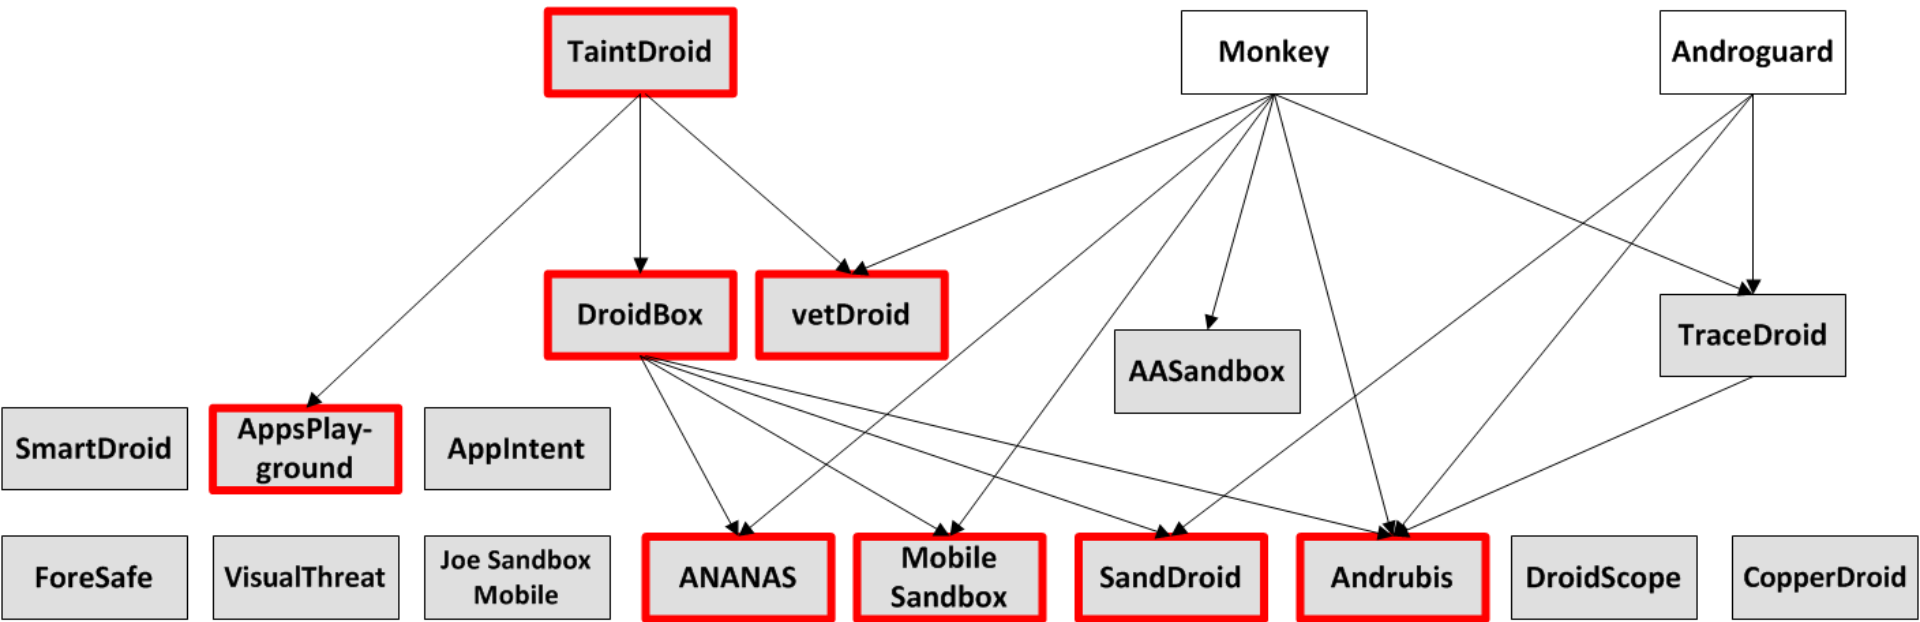 TaintDroid
Monkey
Androguard
DroidBox
vetDroid
AASandbox
TraceDroid
SmartDroid
AppsPlay-
ground
AppIntent
ForeSafe
VisualThreat
Joe Sandbox
Mobile
ANANAS
Mobile
Sandbox
SandDroid
Andrubis
DroidScope
CopperDroid